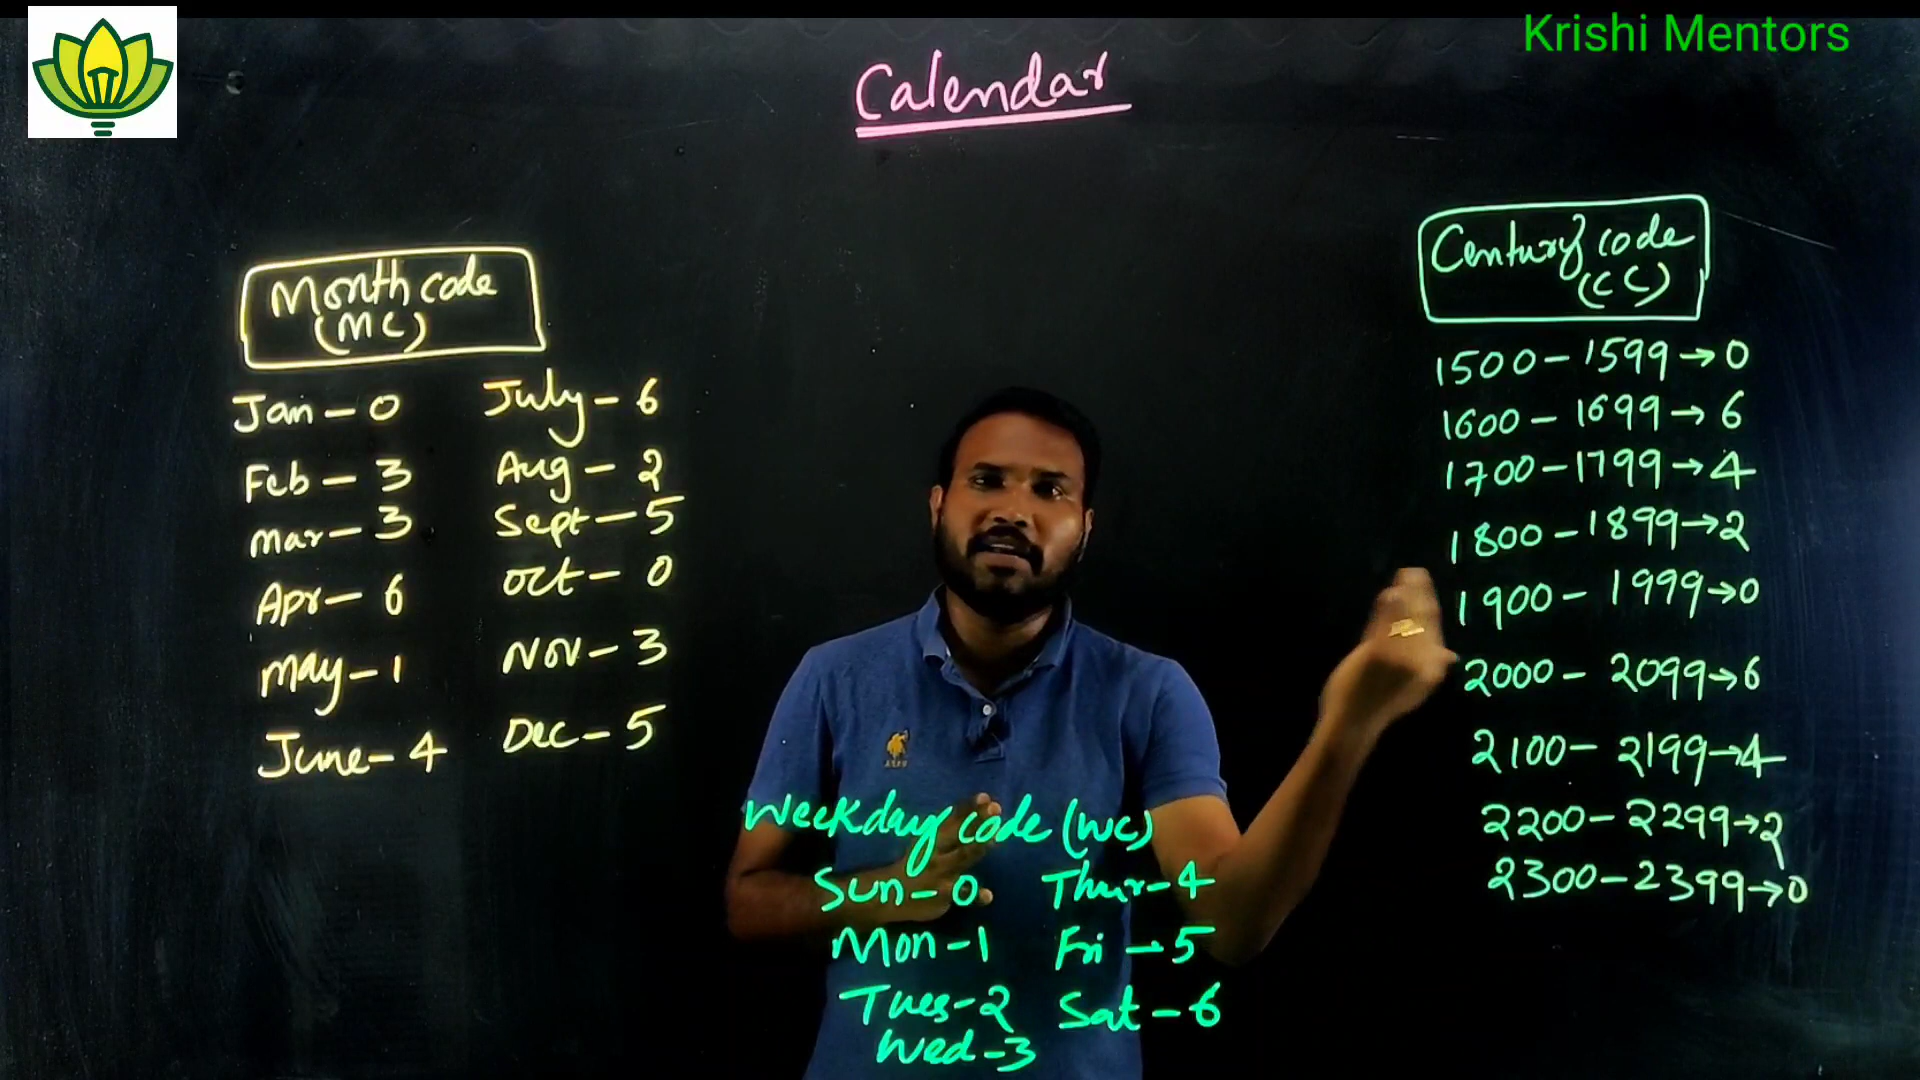 Krishi Mentors
Calendar
Month code
(MC)
Jan - 0
Feb - 3
Mar - 3
Apr - 6
May - 1
June - 4
July - 6
Aug - 2
Sept - 5
Oct - 0
Nov - 3
Dec - 5
Century code
(CC)
1500 - 1599 → 0
1600 - 1699 → 6
1700 - 1799 → 4
1800 - 1899 → 2
1900 - 1999 → 0
2000 - 2099 → 6
2100 - 2199 → 4
2200 - 2299 → 2
2300 - 2399 → 0
Weekday code (WC)
Sun - 0 Thur - 4
Mon - 1 Fri - 5
Tues - 2 Sat - 6
Wed - 3